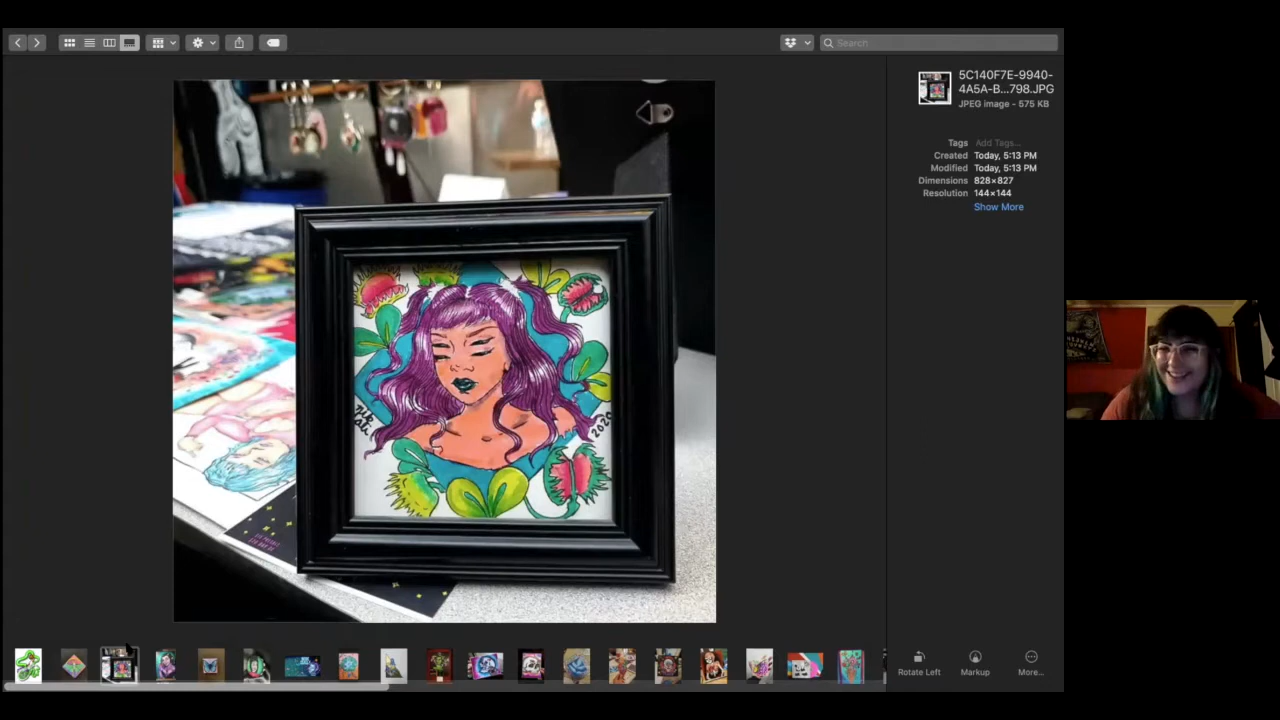 Search
5C140F7E-9940-
4A5A-B...798.JPG
JPEG image - 575 KB
Tags Add Tags...
Created Today, 5:13 PM
Modified Today, 5:13 PM
Dimensions 828×827
Resolution 144×144
Show More
2020
Rotate Left
Markup
More...